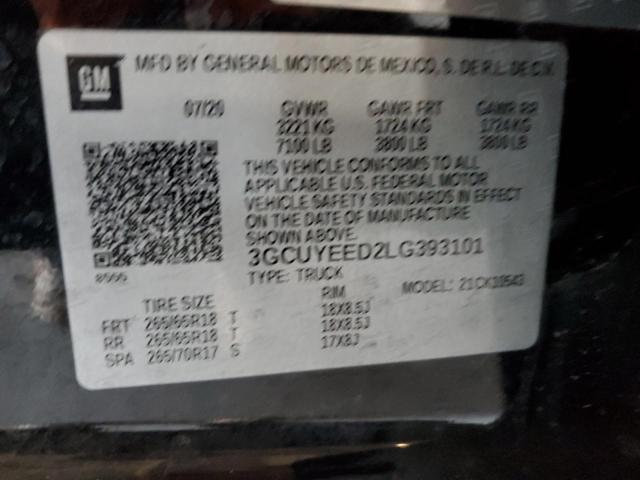 GM
MFD BY GENERAL MOTORS DE MEXICO, S. DE R.L. DE C.V.
07/20 GVWR GAWR FRT GAWR RR
3221 KG 1724 KG 1724 KG
7100 LB 3800 LB 3800 LB
THIS VEHICLE CONFORMS TO ALL
APPLICABLE U.S. FEDERAL MOTOR
VEHICLE SAFETY STANDARDS IN EFFECT
ON THE DATE OF MANUFACTURE
SHOWN ABOVE.
3GCUYEED2LG393101
TYPE: TRUCK
MODEL: 21CK10543
TIRE SIZE RIM
FRT 265/65R18 T 18X8.5J
RR 265/65R18 T 18X8.5J
SPA 265/70R17 S 17X8J